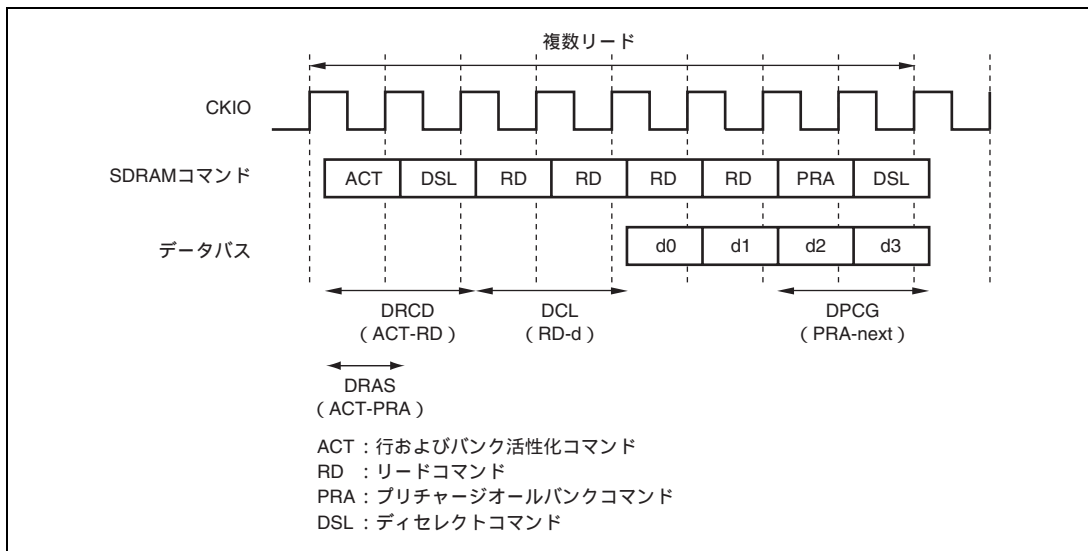 複数リード
CKIO
SDRAMコマンド
ACT DSL RD RD RD RD PRA DSL
データバス
d0 d1 d2 d3
DRCD DCL DPCG
（ACT-RD） （RD-d） （PRA-next）
DRAS
（ACT-PRA）
ACT：行およびバンク活性化コマンド
RD ：リードコマンド
PRA：プリチャージオールバンクコマンド
DSL：ディセレクトコマンド